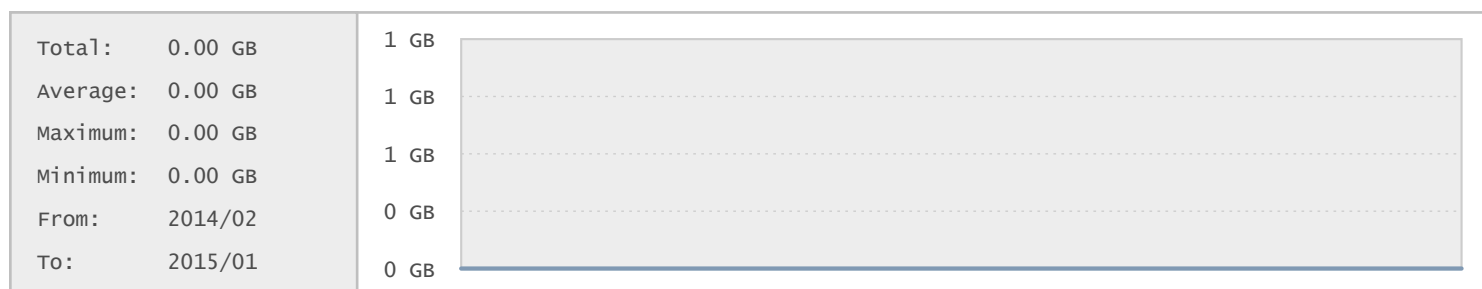 Total: 0.00 GB
Average: 0.00 GB
Maximum: 0.00 GB
Minimum: 0.00 GB
From: 2014/02
To: 2015/01
1 GB
1 GB
1 GB
0 GB
0 GB